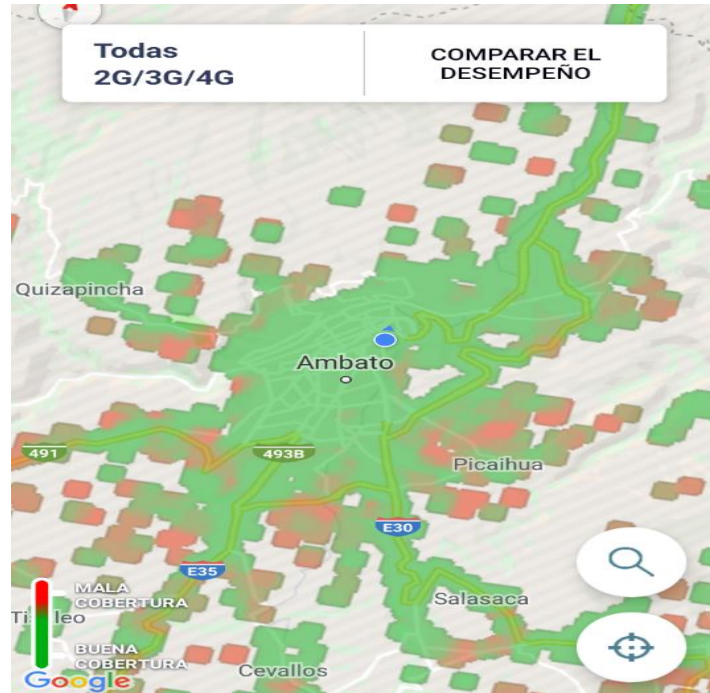 Todas
2G/3G/4G
COMPARAR EL
DESEMPEÑO
Quizapincha
Ambato
491
493B
Picaihua
E30
E35
MALA
COBERTURA
Salasaca
BUENA
COBERTURA
Cevallos
Google